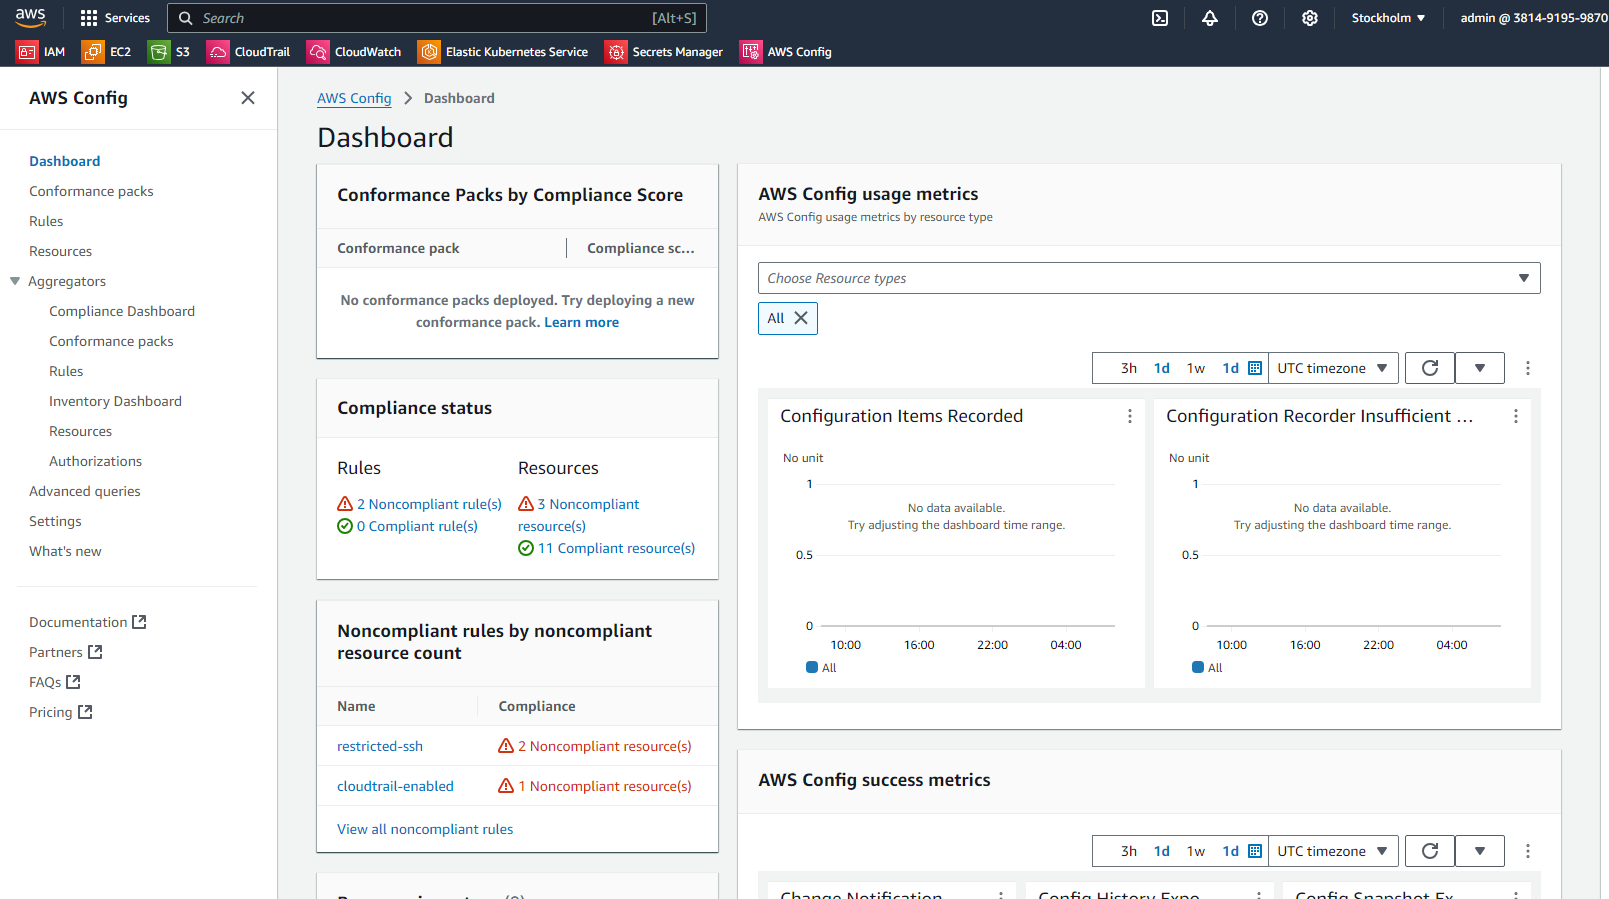 aws
Services
Search
[Alt+S]
Stockholm
admin @ 3814-9195-9870
IAM
EC2
S3
CloudTrail
CloudWatch
Elastic Kubernetes Service
Secrets Manager
AWS Config
AWS Config
Dashboard
Conformance packs
Rules
Resources
Aggregators
Compliance Dashboard
Conformance packs
Rules
Inventory Dashboard
Resources
Authorizations
Advanced queries
Settings
What's new
Documentation
Partners
FAQs
Pricing
AWS Config
Dashboard
Dashboard
Conformance Packs by Compliance Score
Conformance pack
Compliance sc...
No conformance packs deployed. Try deploying a new
conformance pack. Learn more
Compliance status
Rules
2 Noncompliant rule(s)
0 Compliant rule(s)
Resources
3 Noncompliant
resource(s)
11 Compliant resource(s)
Noncompliant rules by noncompliant
resource count
Name
Compliance
restricted-ssh
2 Noncompliant resource(s)
cloudtrail-enabled
1 Noncompliant resource(s)
View all noncompliant rules
AWS Config usage metrics
AWS Config usage metrics by resource type
Choose Resource types
All
3h
1d
1w
1d
UTC timezone
Configuration Items Recorded
No unit
1
No data available.
Try adjusting the dashboard time range.
0.5
0
10:00
16:00
22:00
04:00
All
Configuration Recorder Insufficient ...
No unit
1
No data available.
Try adjusting the dashboard time range.
0.5
0
10:00
16:00
22:00
04:00
All
AWS Config success metrics
3h
1d
1w
1d
UTC timezone
Change Notification
Config History Expo
Config Snapshot Ex